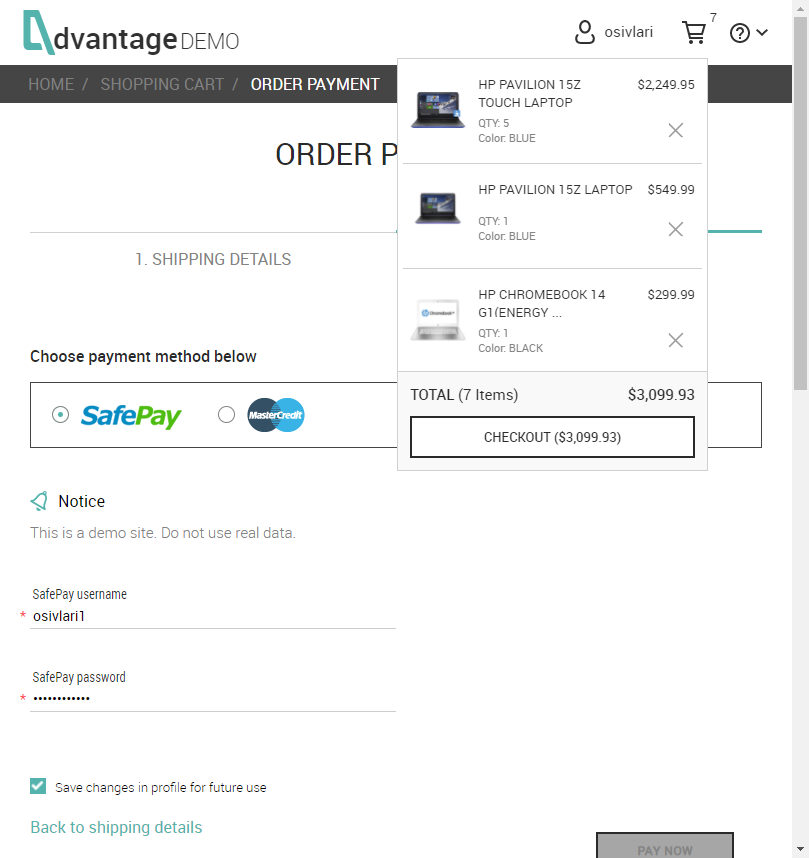 dvantage DEMO
osivlari
7
?
HOME / SHOPPING CART / ORDER PAYMENT
ORDER P
1. SHIPPING DETAILS
HP PAVILION 15Z
TOUCH LAPTOP
$2,249.95
QTY: 5
Color: BLUE
HP PAVILION 15Z LAPTOP
$549.99
QTY: 1
Color: BLUE
HP CHROMEBOOK 14
G1(ENERGY ...
$299.99
QTY: 1
Color: BLACK
TOTAL (7 Items)
$3,099.93
CHECKOUT ($3,099.93)
Choose payment method below
SafePay
MasterCredit
Notice
This is a demo site. Do not use real data.
SafePay username
* osivlari1
SafePay password
* ••••••••••••
Save changes in profile for future use
Back to shipping details
PAY NOW